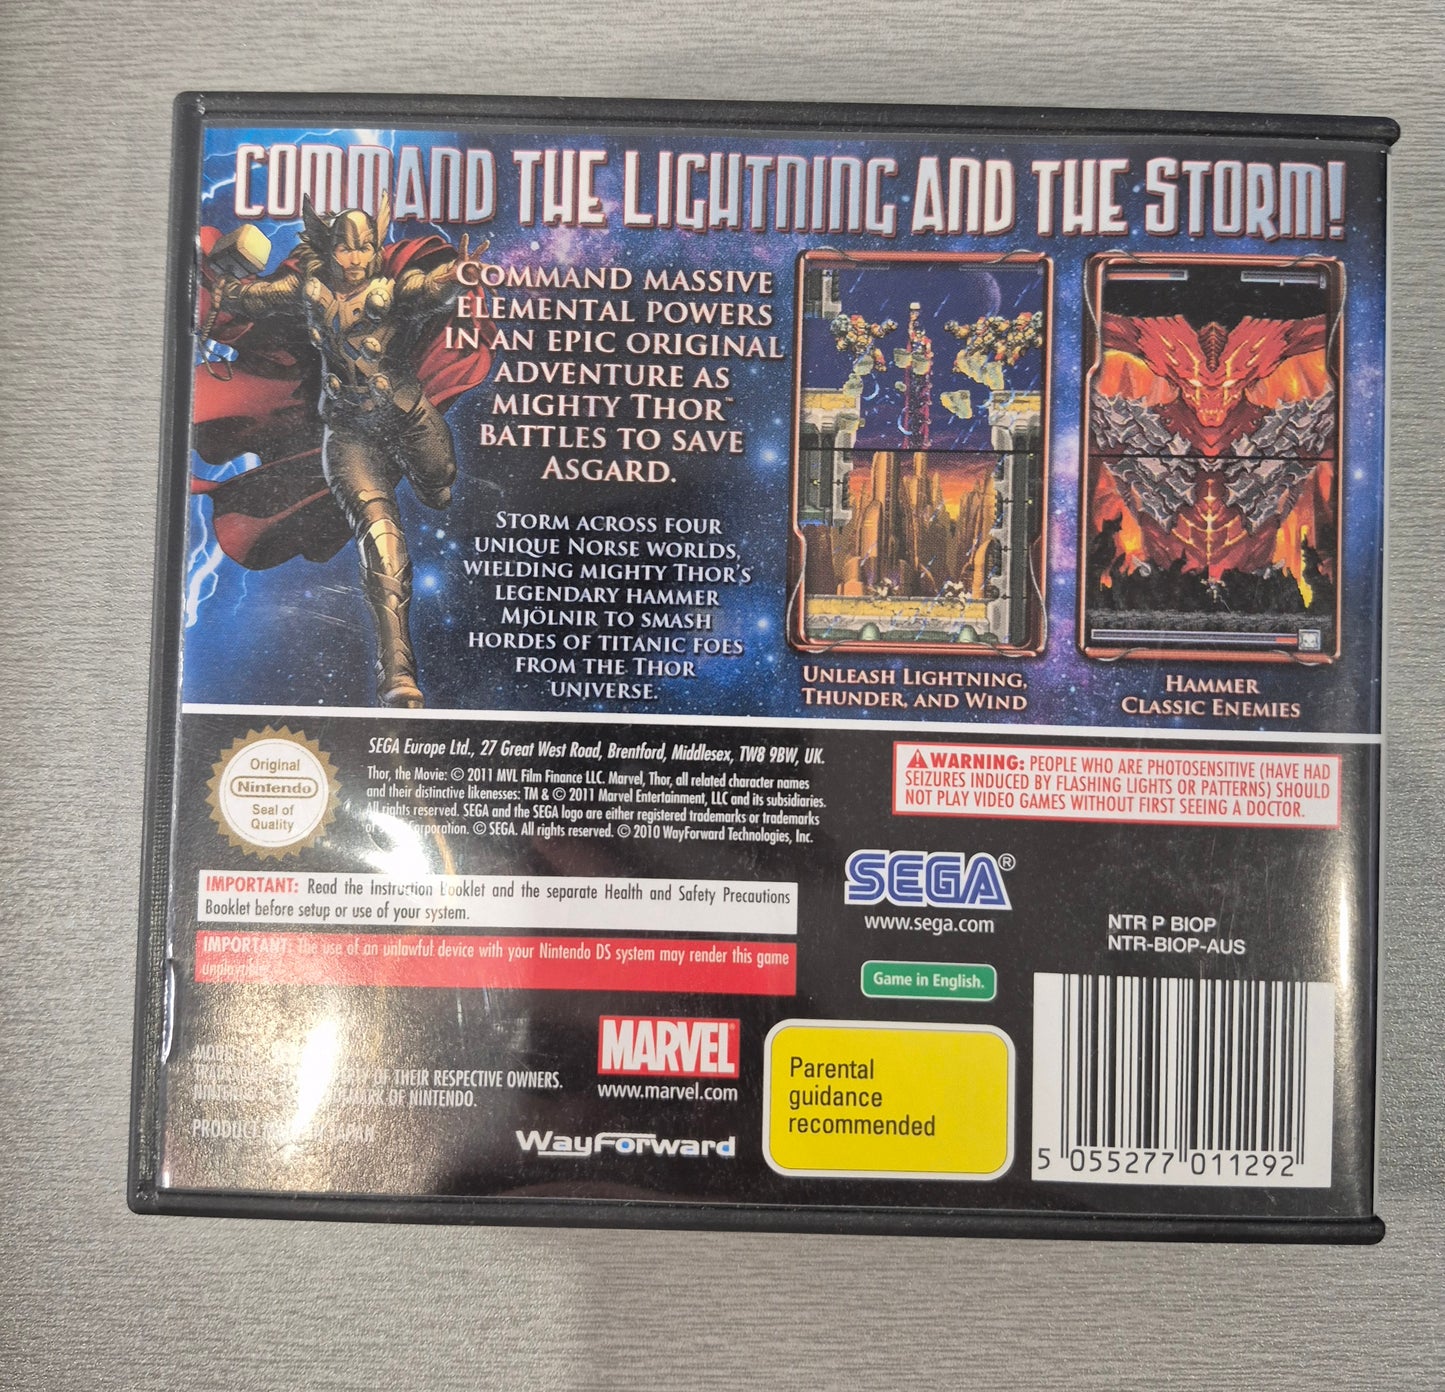 COMMAND THE LIGHTNING AND THE STORM!
COMMAND MASSIVE
ELEMENTAL POWERS
IN AN EPIC ORIGINAL
ADVENTURE AS
MIGHTY THOR™
BATTLES TO SAVE
ASGARD.
STORM ACROSS FOUR
UNIQUE NORSE WORLDS,
WIELDING MIGHTY THOR'S
LEGENDARY HAMMER
MJÖLNIR TO SMASH
HORDES OF TITANIC FOES
FROM THE THOR
UNIVERSE.
UNLEASH LIGHTNING,
THUNDER, AND WIND
HAMMER
CLASSIC ENEMIES
Original
Nintendo
Seal of
Quality
SEGA Europe Ltd., 27 Great West Road, Brentford, Middlesex, TW8 9BW, UK.
Thor, the Movie: © 2011 MVL Film Finance LLC. Marvel, Thor, all related character names
and their distinctive likenesses: TM & © 2011 Marvel Entertainment, LLC and its subsidiaries.
All rights reserved. SEGA and the SEGA logo are either registered trademarks or trademarks
of Corporation. © SEGA. All rights reserved. © 2010 WayForward Technologies, Inc.
WARNING: PEOPLE WHO ARE PHOTOSENSITIVE (HAVE HAD
SEIZURES INDUCED BY FLASHING LIGHTS OR PATTERNS) SHOULD
NOT PLAY VIDEO GAMES WITHOUT FIRST SEEING A DOCTOR.
IMPORTANT: Read the Instruction Booklet and the separate Health and Safety Precautions
Booklet before setup or use of your system.
IMPORTANT: The use of an unlawful device with your Nintendo DS system may render this game
unplayable.
SEGA®
www.sega.com
NTR P BIOP
NTR-BIOP-AUS
Game in English.
MARVEL
www.marvel.com
OF THEIR RESPECTIVE OWNERS.
NINTENDO OF NINTENDO.
PRODUCT JAPAN
WayForward
Parental
guidance
recommended
5 055277 011292